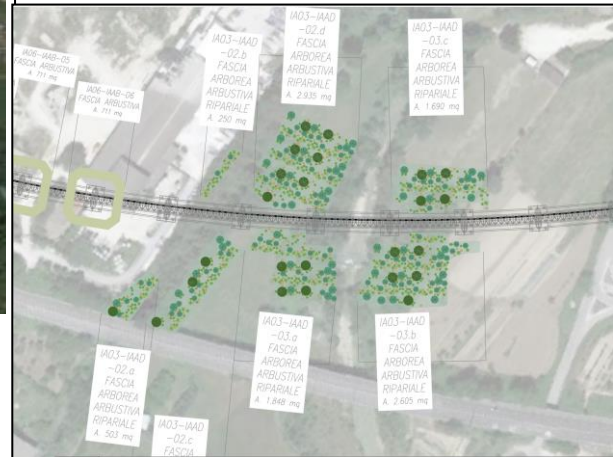 IA06-IAAB-05
FASCIA ARBUSTIVA
A. 711 mq
IA06-IAAB-06
FASCIA ARBUSTIVA
A. 711 mq
IA03-IAAD
-02.b
FASCIA
ARBOREA
ARBUSTIVA
RIPARIALE
A. 250 mq
IA03-IAAD
-02.d
FASCIA
ARBOREA
ARBUSTIVA
RIPARIALE
A. 2.935 mq
IA03-IAAD
-03.c
FASCIA
ARBOREA
ARBUSTIVA
RIPARIALE
A. 1.690 mq
IA03-IAAD
-02.a
FASCIA
ARBOREA
ARBUSTIVA
RIPARIALE
A. 503 mq
IA03-IAAD
-02.c
FASCIA
IA03-IAAD
-03.a
FASCIA
ARBOREA
ARBUSTIVA
RIPARIALE
A. 1.848 mq
IA03-IAAD
-03.b
FASCIA
ARBOREA
ARBUSTIVA
RIPARIALE
A. 2.605 mq